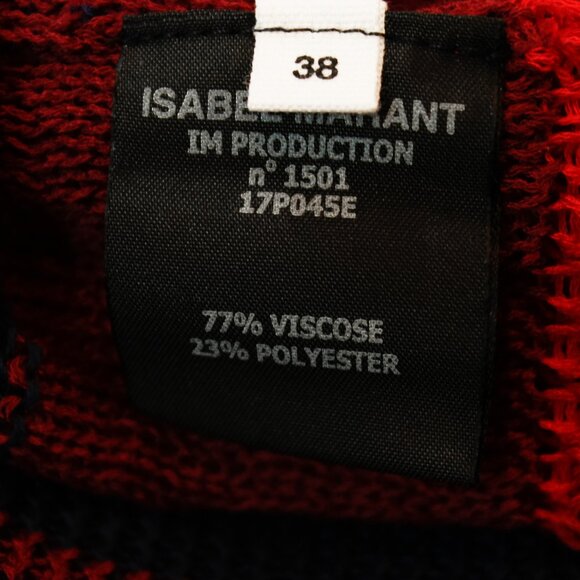 38
ISABEL MARANT
IM PRODUCTION
n° 1501
17P045E
77% VISCOSE
23% POLYESTER